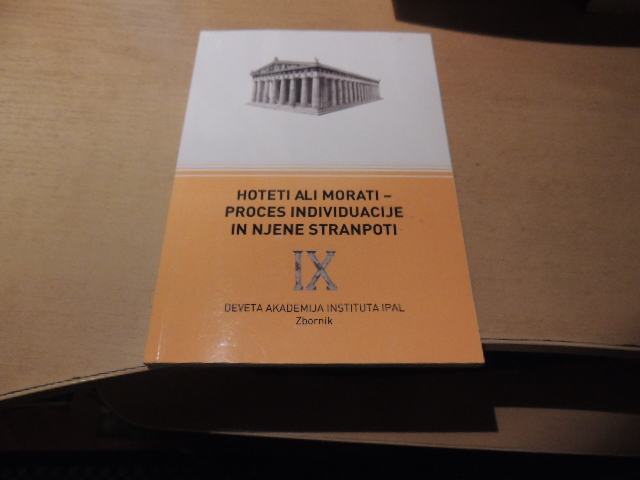 HOTETI ALI MORATI –
PROCES INDIVIDUACIJE
IN NJENE STRANPOTI
IX
DEVETA AKADEMIJA INSTITUTA IPAL
Zbornik